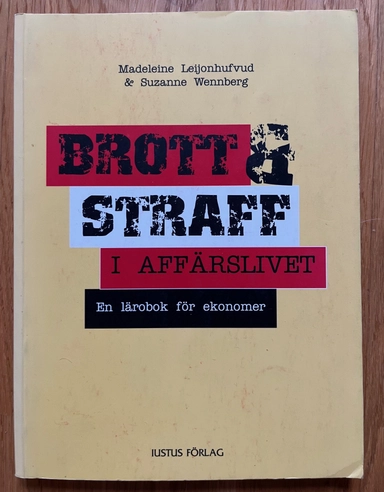 Madeleine Leijonhufvud
& Suzanne Wennberg
BROTT &
STRAFF
I AFFÄRSLIVET
En lärobok för ekonomer
IUSTUS FÖRLAG